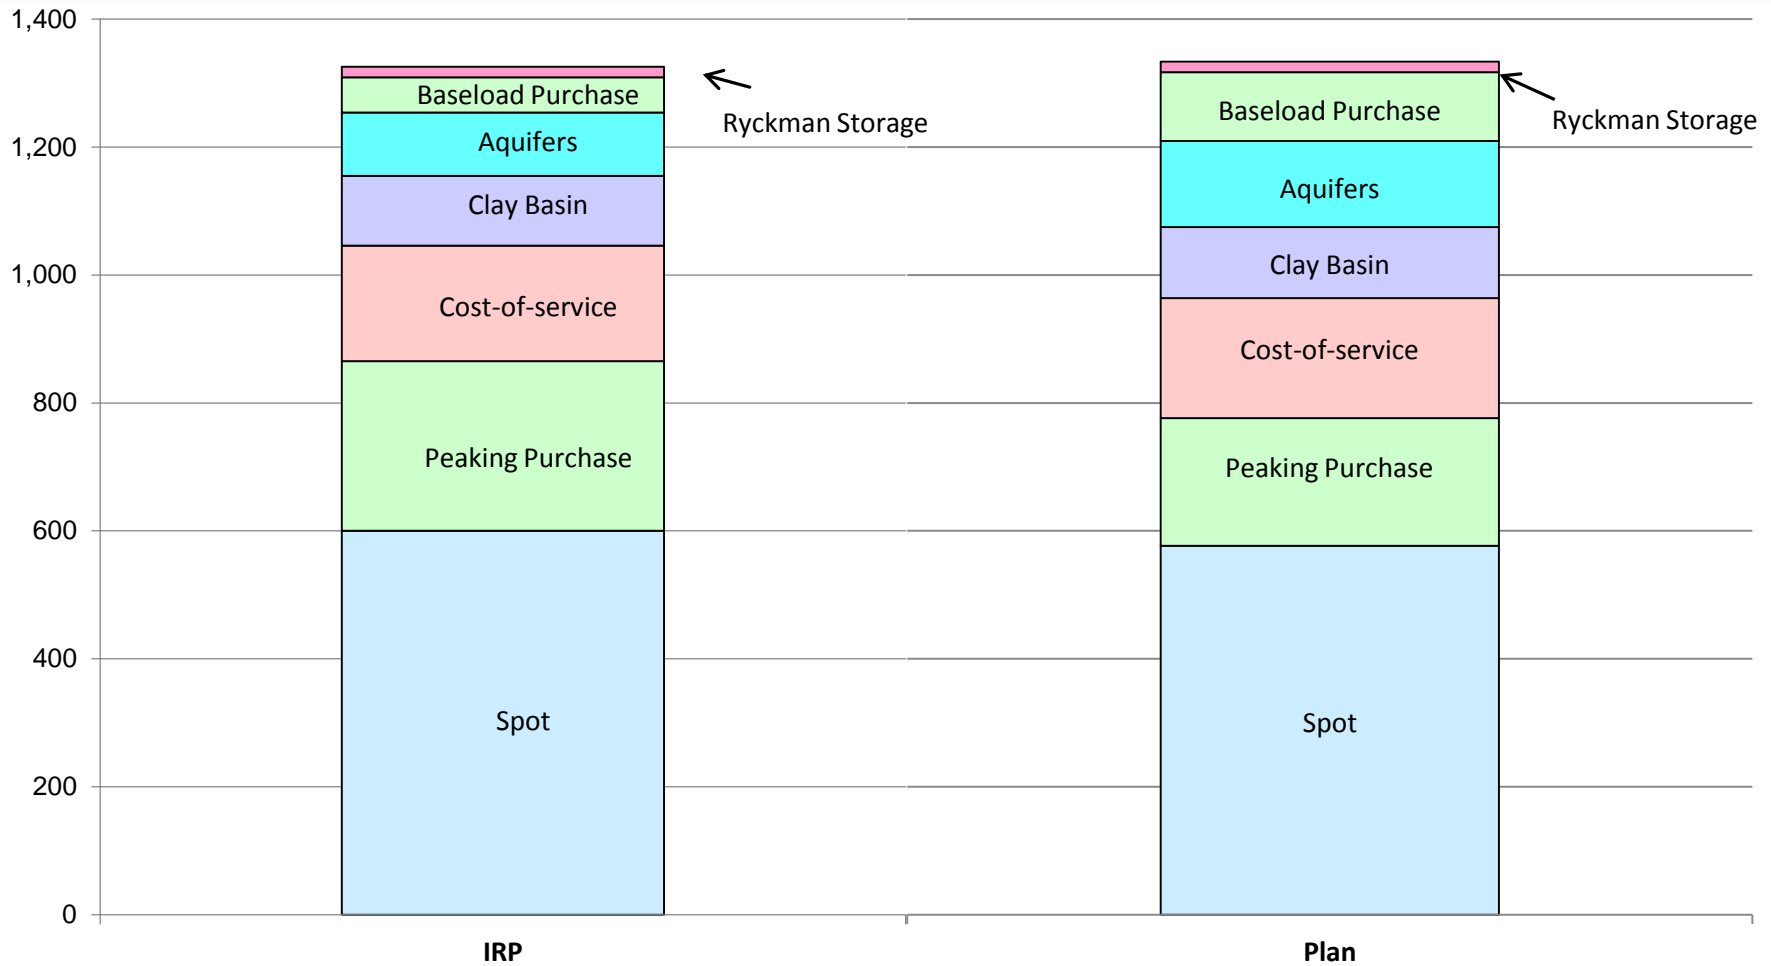 1,400
1,200
1,000
800
600
400
200
0
Baseload Purchase
Aquifers
Clay Basin
Cost-of-service
Peaking Purchase
Spot
Ryckman Storage
Baseload Purchase
Aquifers
Clay Basin
Cost-of-service
Peaking Purchase
Spot
Ryckman Storage
IRP
Plan